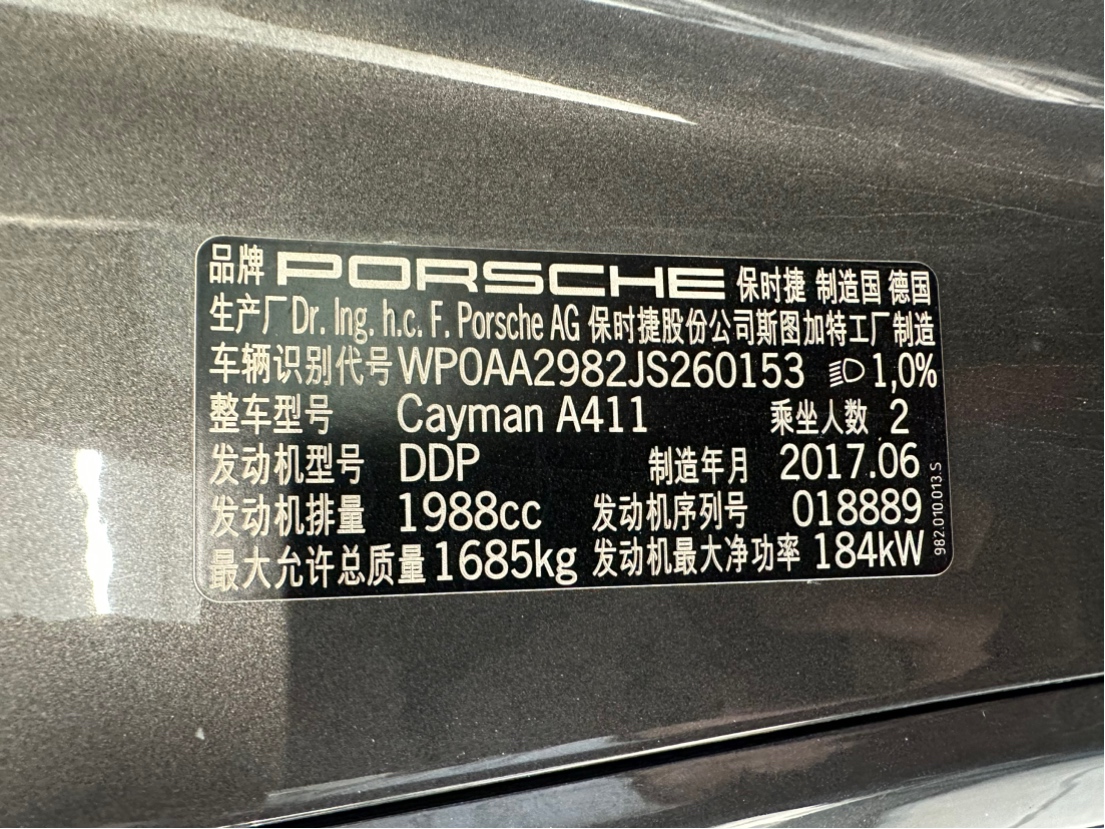 品牌 PORSCHE 保时捷 制造国 德国
生产厂 Dr. Ing. h.c. F. Porsche AG 保时捷股份公司斯图加特工厂制造
车辆识别代号 WP0AA2982JS260153 1,0%
整车型号 Cayman A411 乘坐人数 2
发动机型号 DDP 制造年月 2017.06
发动机排量 1988cc 发动机序列号 018889
最大允许总质量 1685kg 发动机最大净功率 184kW
982.010.013.S